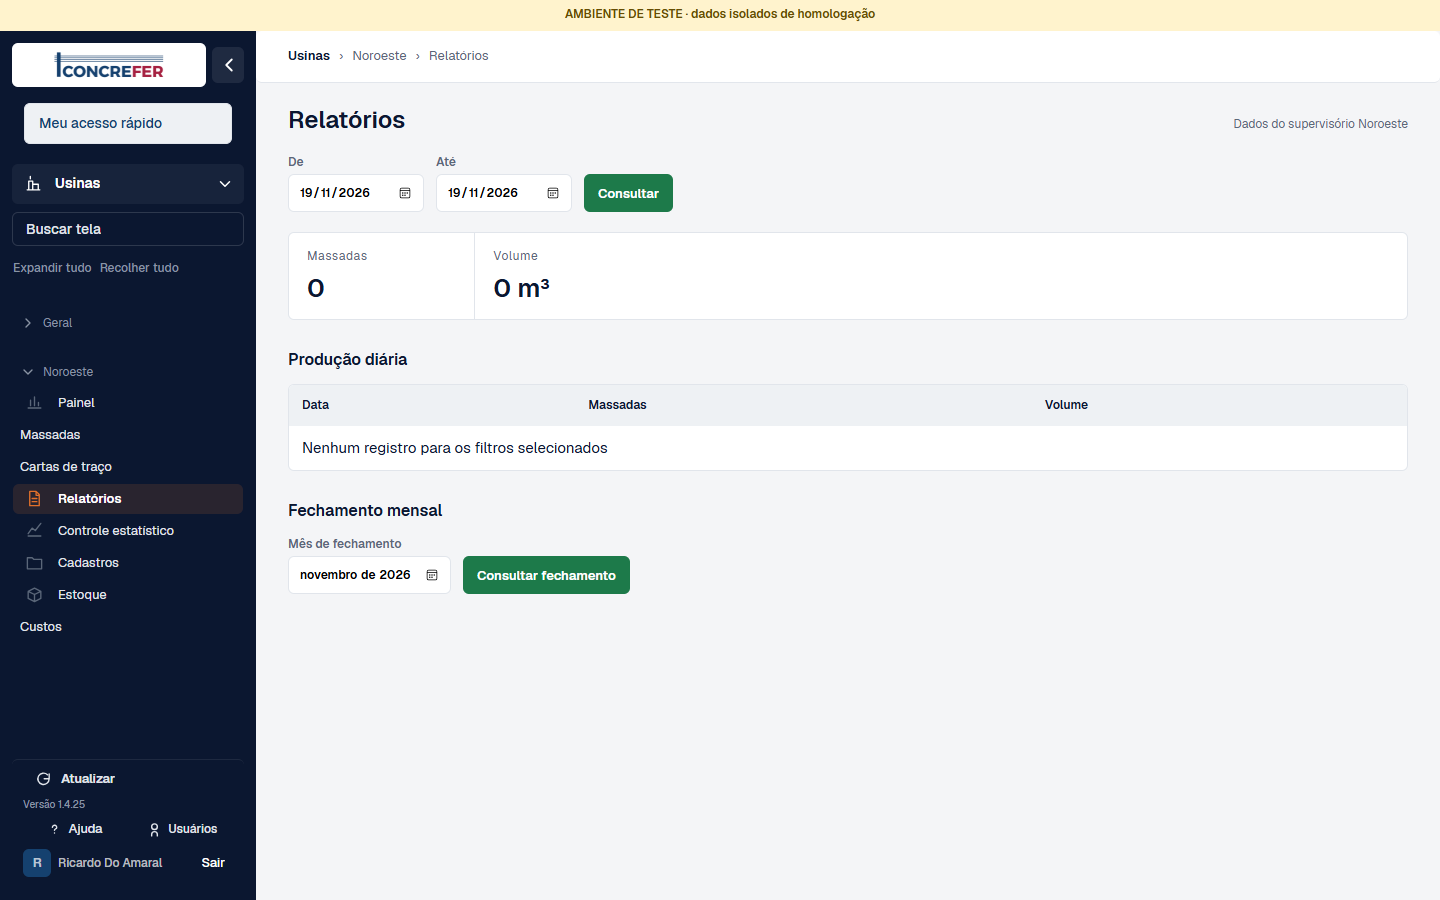 AMBIENTE DE TESTE · dados isolados de homologação
CONCREFER
Meu acesso rápido
Usinas
Buscar tela
Expandir tudo Recolher tudo
Geral
Noroeste
Painel
Massadas
Cartas de traço
Relatórios
Controle estatístico
Cadastros
Estoque
Custos
Atualizar
Versão 1.4.25
? Ajuda Usuários
R Ricardo Do Amaral Sair
Usinas › Noroeste › Relatórios
Relatórios
Dados do supervisório Noroeste
De Até
19/11/2026 19/11/2026 Consultar
Massadas Volume
0 0 m³
Produção diária
Data Massadas Volume
Nenhum registro para os filtros selecionados
Fechamento mensal
Mês de fechamento
novembro de 2026 Consultar fechamento